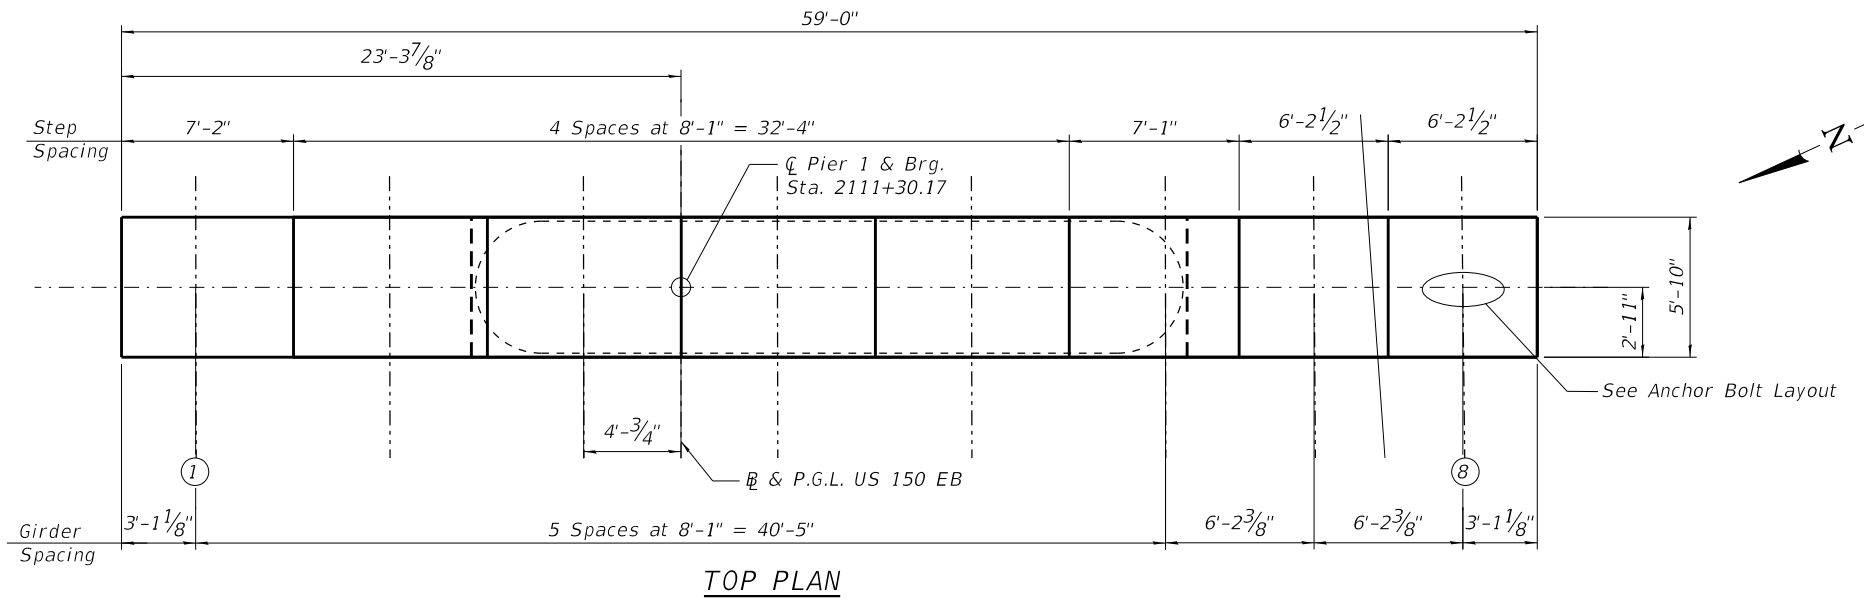 59'-0"
23'-3 7/8"
Step
Spacing
7'-2"
4 Spaces at 8'-1" = 32'-4"
7'-1"
6'-2 1/2"
6'-2 1/2"
N
℄ Pier 1 & Brg.
Sta. 2111+30.17
5'-10"
2'-11"
See Anchor Bolt Layout
4'-3/4"
1
8
B̲L & P.G.L. US 150 EB
Girder
Spacing
3'-1 1/8"
5 Spaces at 8'-1" = 40'-5"
6'-2 3/8"
6'-2 3/8"
3'-1 1/8"
TOP PLAN